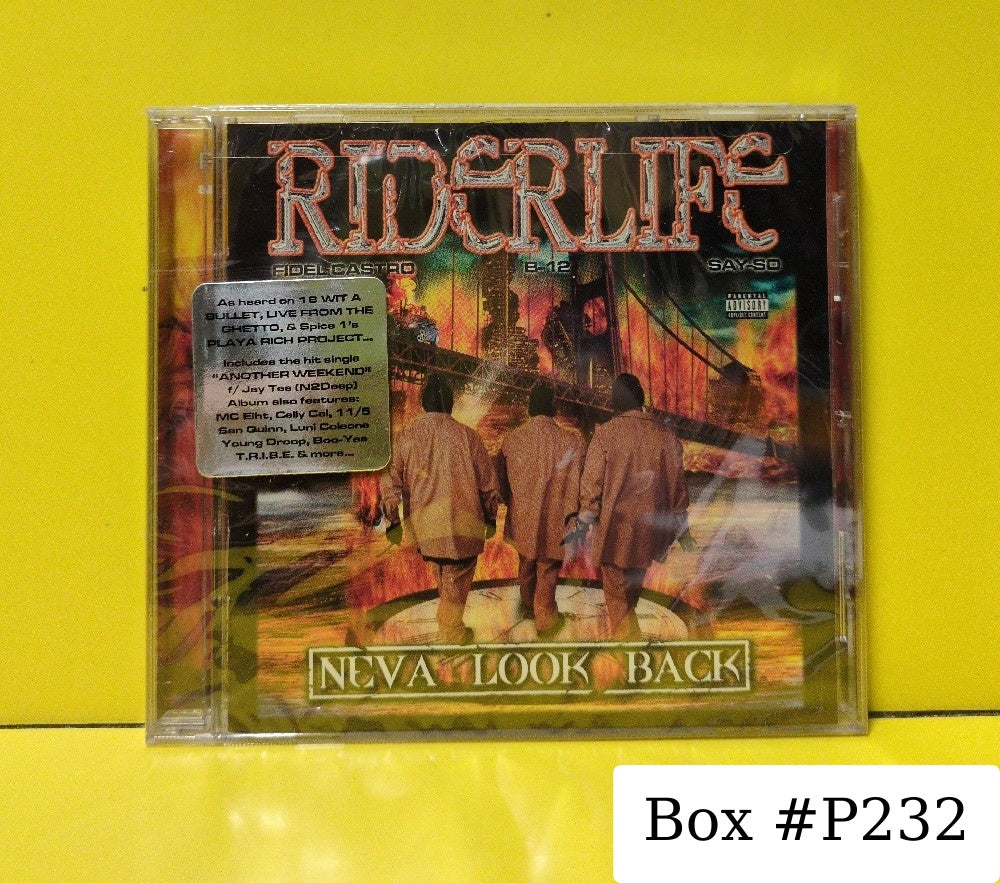 RIDERLIFE
FIDEL CASTRO B-12 SAY-SO
PARENTAL
ADVISORY
EXPLICIT CONTENT
As heard on 18 WIT A
BULLET, LIVE FROM THE
GHETTO, & Spice 1's
PLAYA RICH PROJECT...
Includes the hit single
"ANOTHER WEEKEND"
f/ Jay Tee (N2Deep)
Album also features:
MC Eiht, Celly Cel, 11/5
San Quinn, Luni Coleone
Young Droop, Boo-Yaa
T.R.I.B.E. & more...
NEVA LOOK BACK
Box #P232